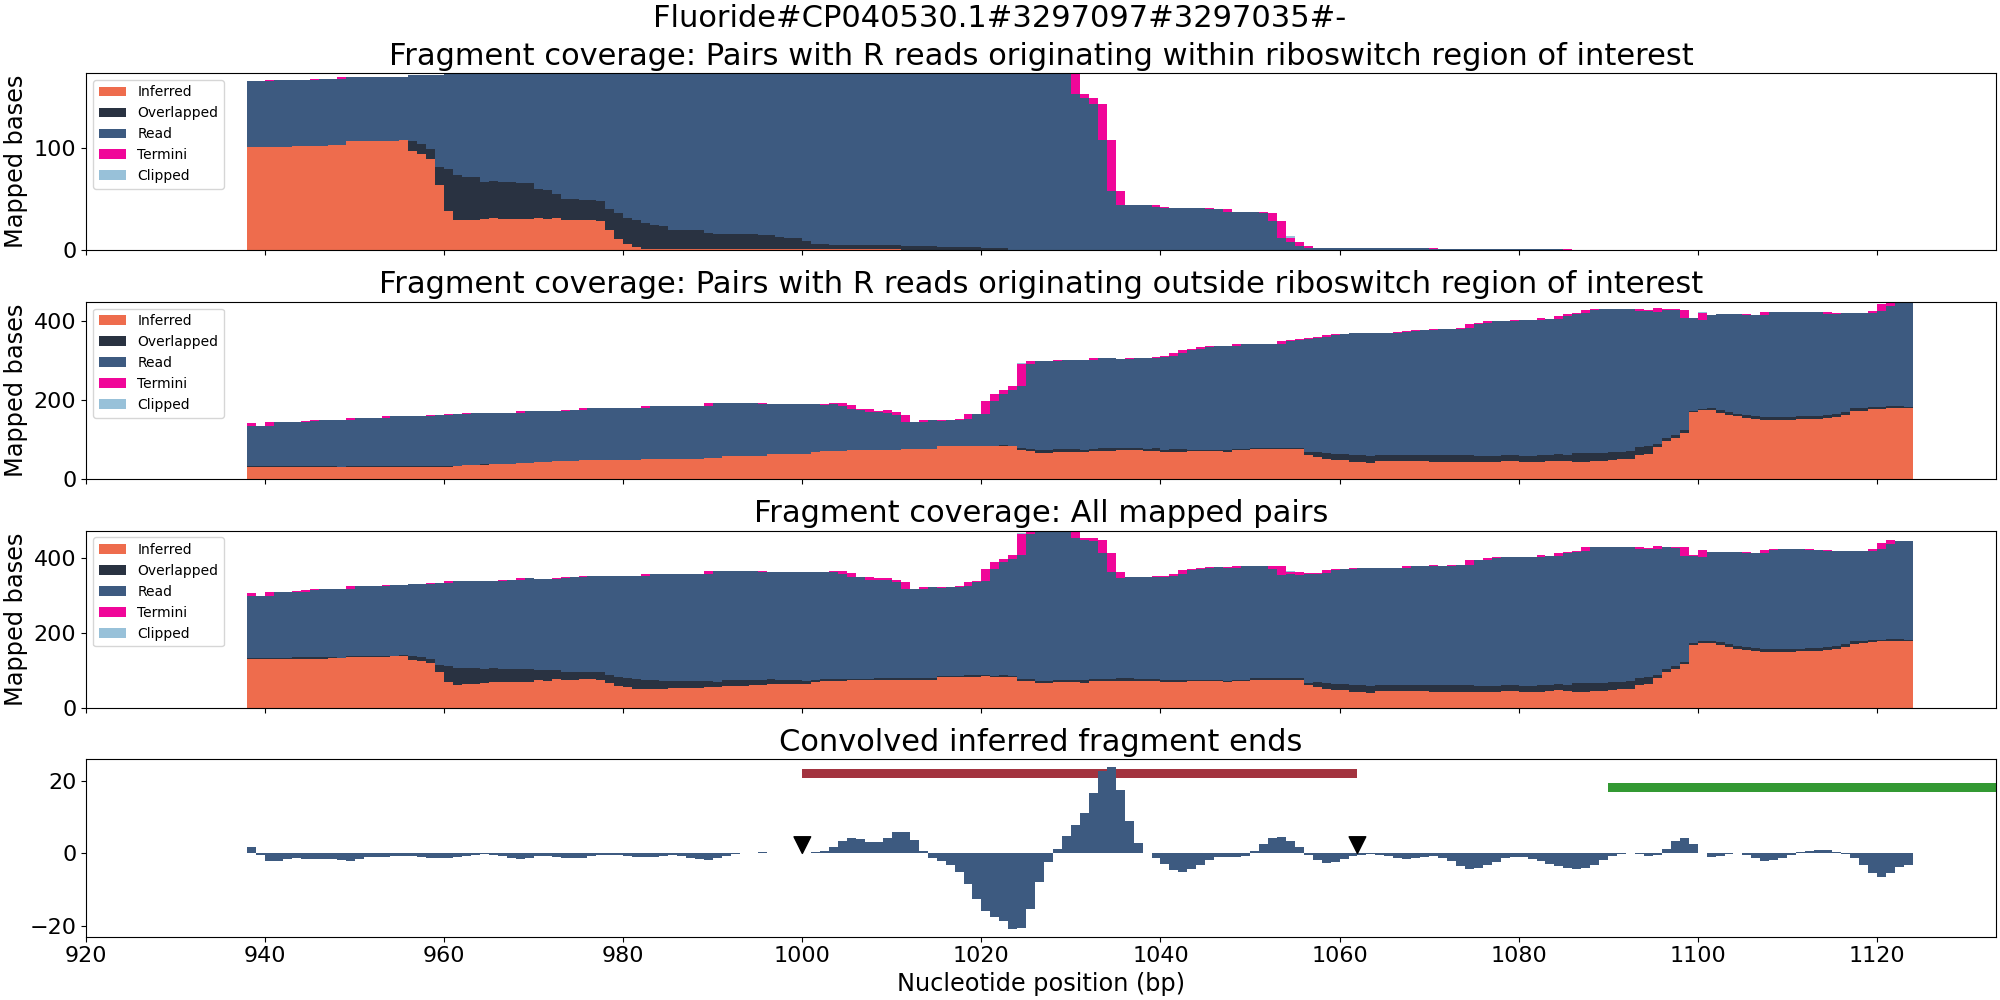 Fluoride#CP040530.1#3297097#3297035#-
Fragment coverage: Pairs with R reads originating within riboswitch region of interest
Mapped bases
100
0
Inferred
Overlapped
Read
Termini
Clipped
Fragment coverage: Pairs with R reads originating outside riboswitch region of interest
Mapped bases
400
200
0
Inferred
Overlapped
Read
Termini
Clipped
Fragment coverage: All mapped pairs
Mapped bases
400
200
0
Inferred
Overlapped
Read
Termini
Clipped
Convolved inferred fragment ends
20
0
−20
920 940 960 980 1000 1020 1040 1060 1080 1100 1120
Nucleotide position (bp)